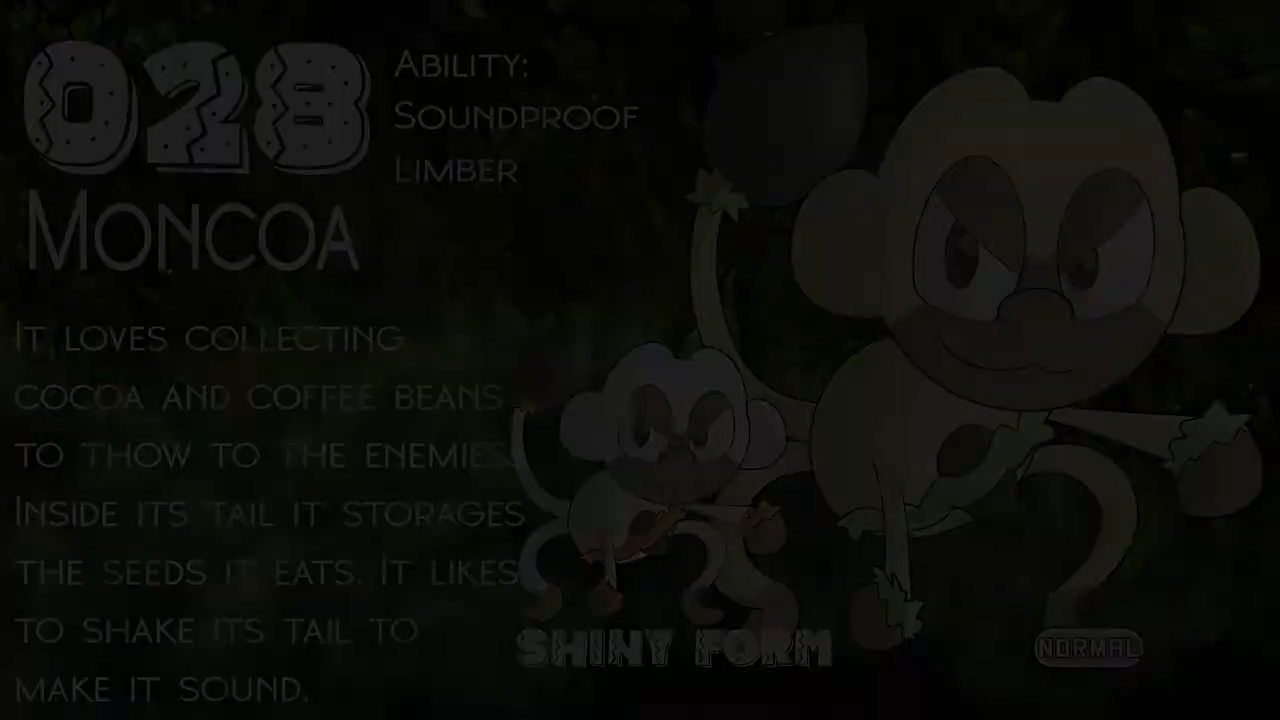 028
ABILITY:
SOUNDPROOF
LIMBER
MONCOA
IT LOVES COLLECTING
COCOA AND COFFEE BEANS
TO THOW TO THE ENEMIES.
INSIDE ITS TAIL IT STORAGES
THE SEEDS IT EATS. IT LIKES
TO SHAKE ITS TAIL TO
MAKE IT SOUND.
SHINY FORM
NORMAL